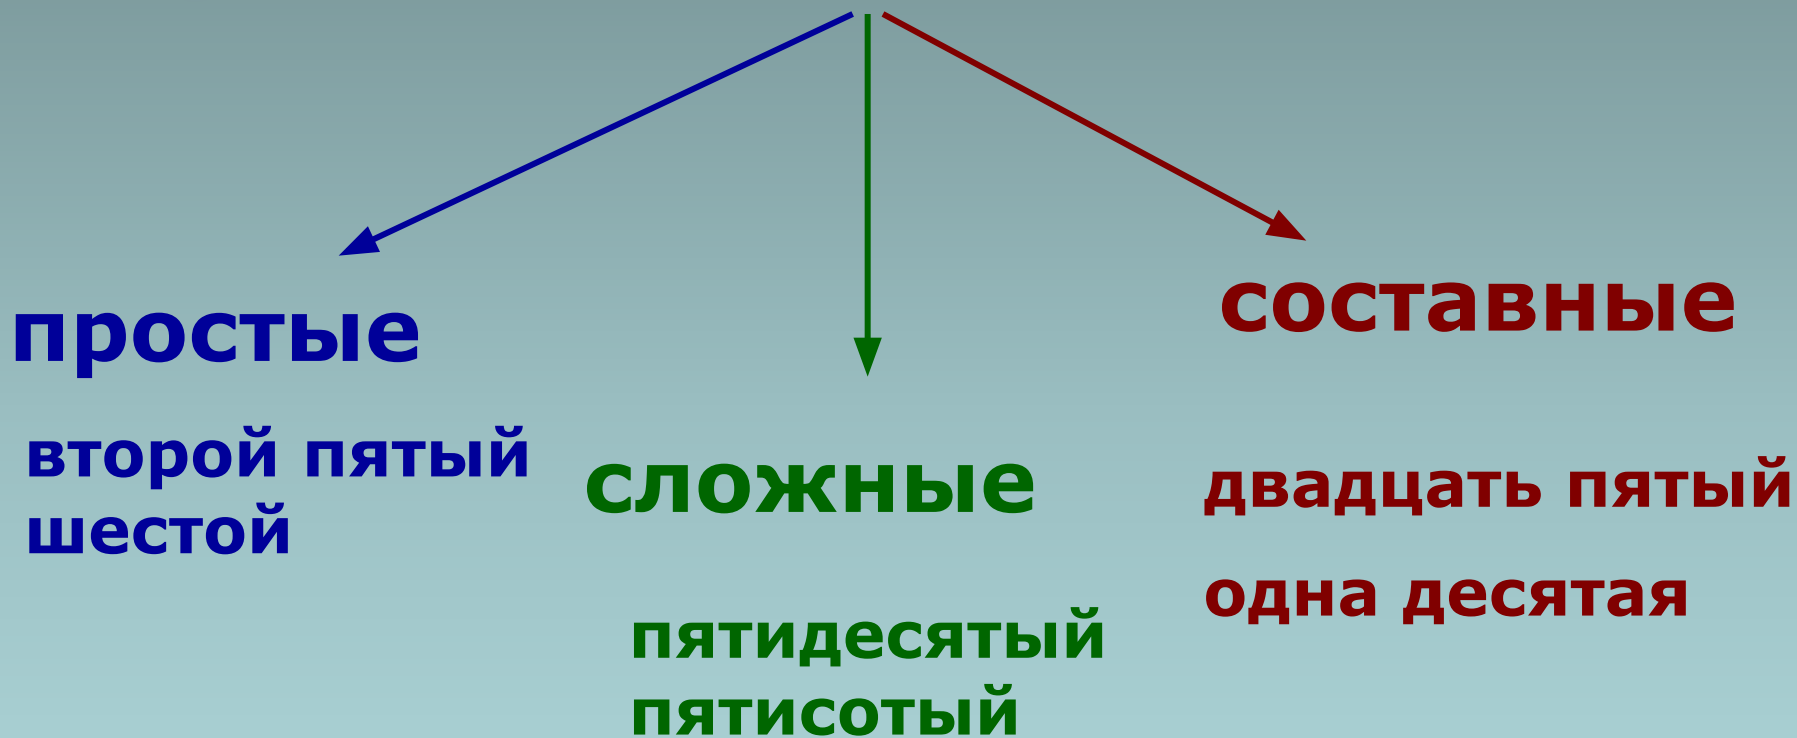 простые
второй пятый
шестой
сложные
пятидесятый
пятисотый
составные
двадцать пятый
одна десятая